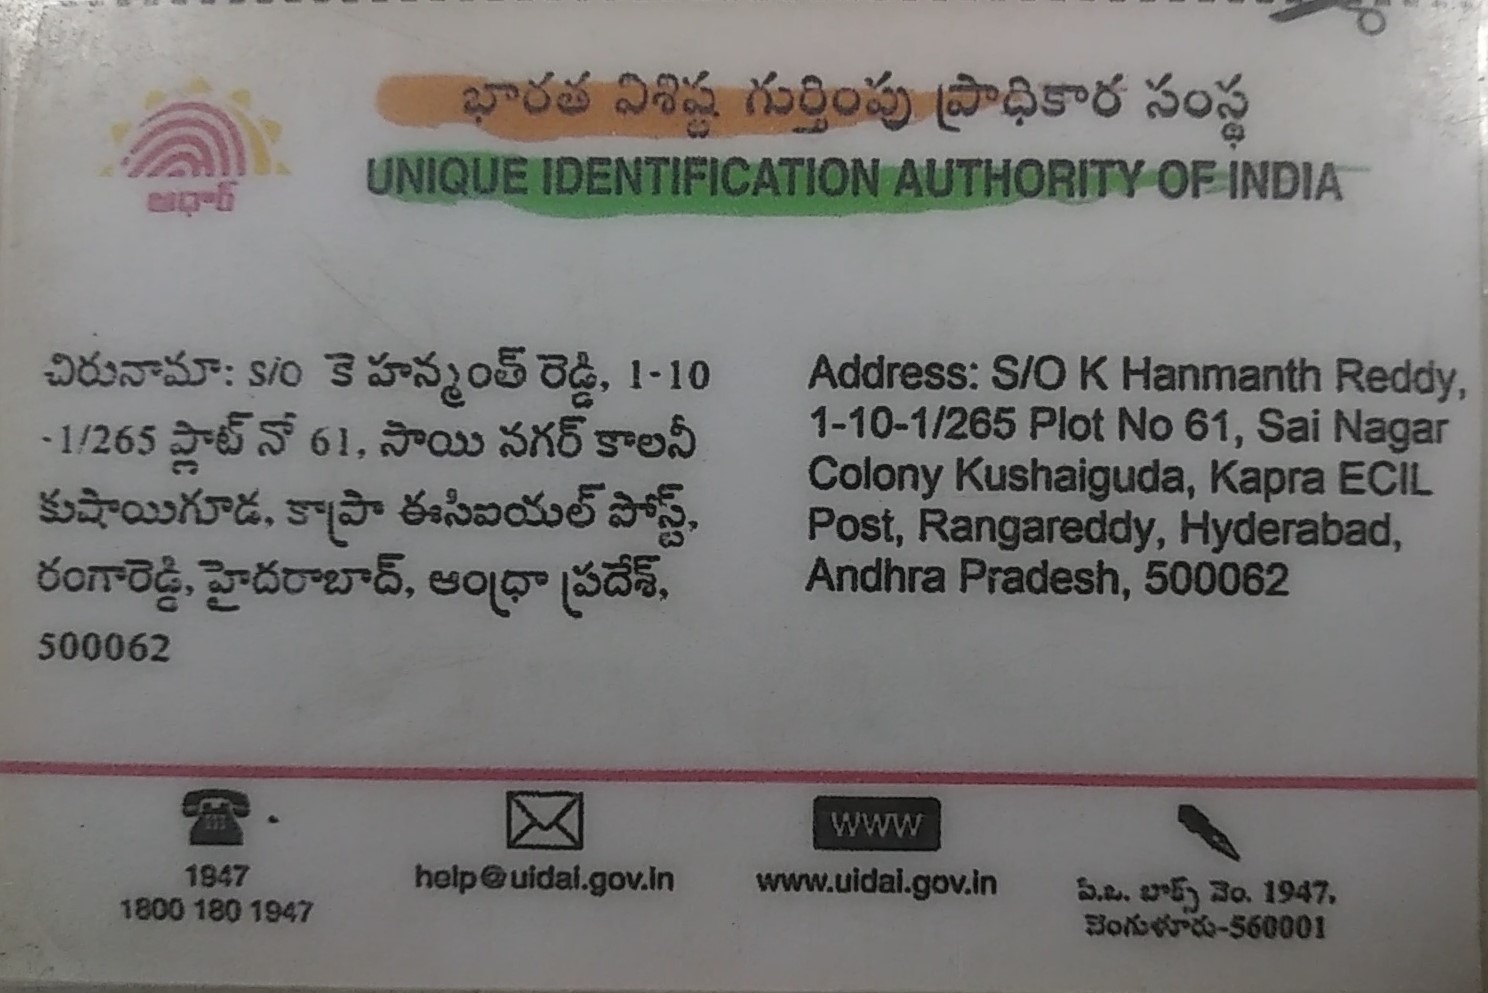 భారత విశిష్ట గుర్తింపు ప్రాధికార సంస్థ
UNIQUE IDENTIFICATION AUTHORITY OF INDIA
ఆధార్
చిరునామా: S/O కె హన్మంత్ రెడ్డి, 1-10
-1/265 ప్లాట్ నో 61, సాయి నగర్ కాలనీ
కుషాయిగూడ, కాప్రా ఈసిఐయల్ పోస్ట్,
రంగారెడ్డి, హైదరాబాద్, ఆంధ్రా ప్రదేశ్,
500062
Address: S/O K Hanmanth Reddy,
1-10-1/265 Plot No 61, Sai Nagar
Colony Kushaiguda, Kapra ECIL
Post, Rangareddy, Hyderabad,
Andhra Pradesh, 500062
1947
1800 180 1947
help@uidai.gov.in
WWW
www.uidai.gov.in
పి.ఒ. బాక్స్ నెం. 1947,
బెంగుళూరు-560001